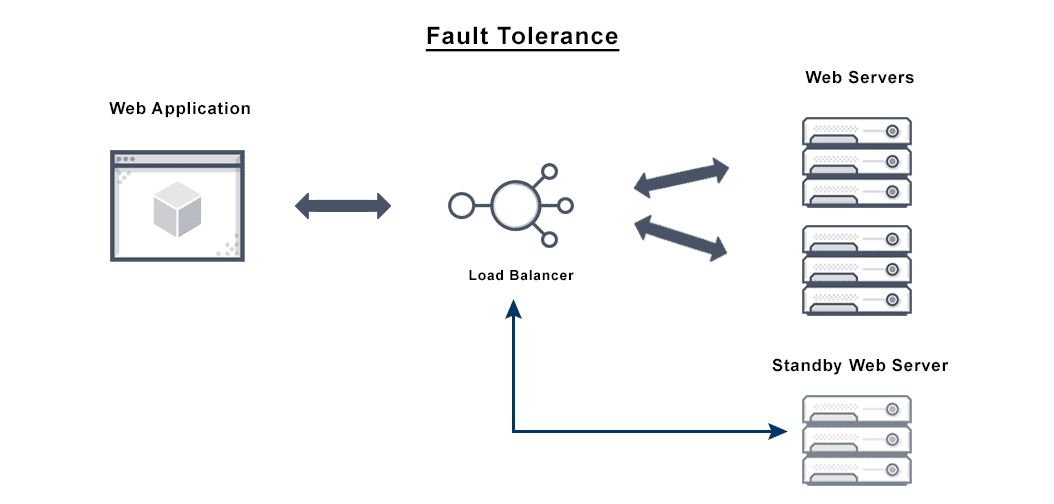 Fault Tolerance
Web Servers
Web Application
Load Balancer
Standby Web Server